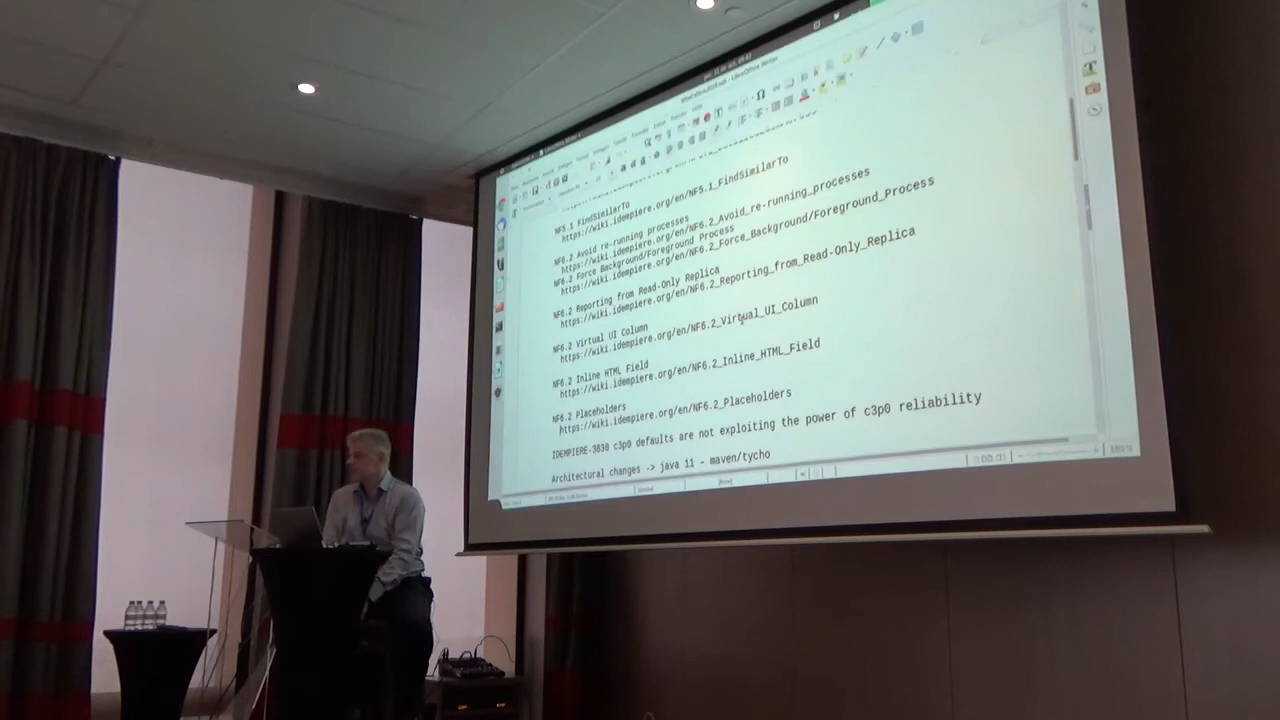 LibreOffice Writer
NF5.1 FindSimilarTo
https://wiki.idempiere.org/en/NF5.1_FindSimilarTo
NF6.2 Avoid re-running processes
https://wiki.idempiere.org/en/NF6.2_Avoid_re-running_processes
NF6.2 Force Background/Foreground Process
https://wiki.idempiere.org/en/NF6.2_Force_Background/Foreground_Process
NF6.2 Reporting from Read-Only Replica
https://wiki.idempiere.org/en/NF6.2_Reporting_from_Read-Only_Replica
NF6.2 Virtual UI Column
https://wiki.idempiere.org/en/NF6.2_Virtual_UI_Column
NF6.2 Inline HTML Field
https://wiki.idempiere.org/en/NF6.2_Inline_HTML_Field
NF6.2 Placeholders
https://wiki.idempiere.org/en/NF6.2_Placeholders
IDEMPIERE-3830 c3p0 defaults are not exploiting the power of c3p0 reliability
Architectural changes -> java 11 - maven/tycho